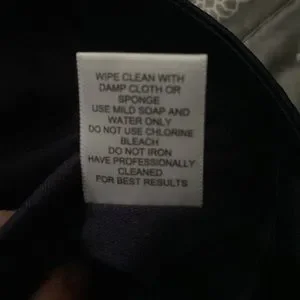 WIPE CLEAN WITH
DAMP CLOTH OR
SPONGE
USE MILD SOAP AND
WATER ONLY
DO NOT USE CHLORINE
BLEACH
DO NOT IRON
HAVE PROFESSIONALLY
CLEANED
FOR BEST RESULTS